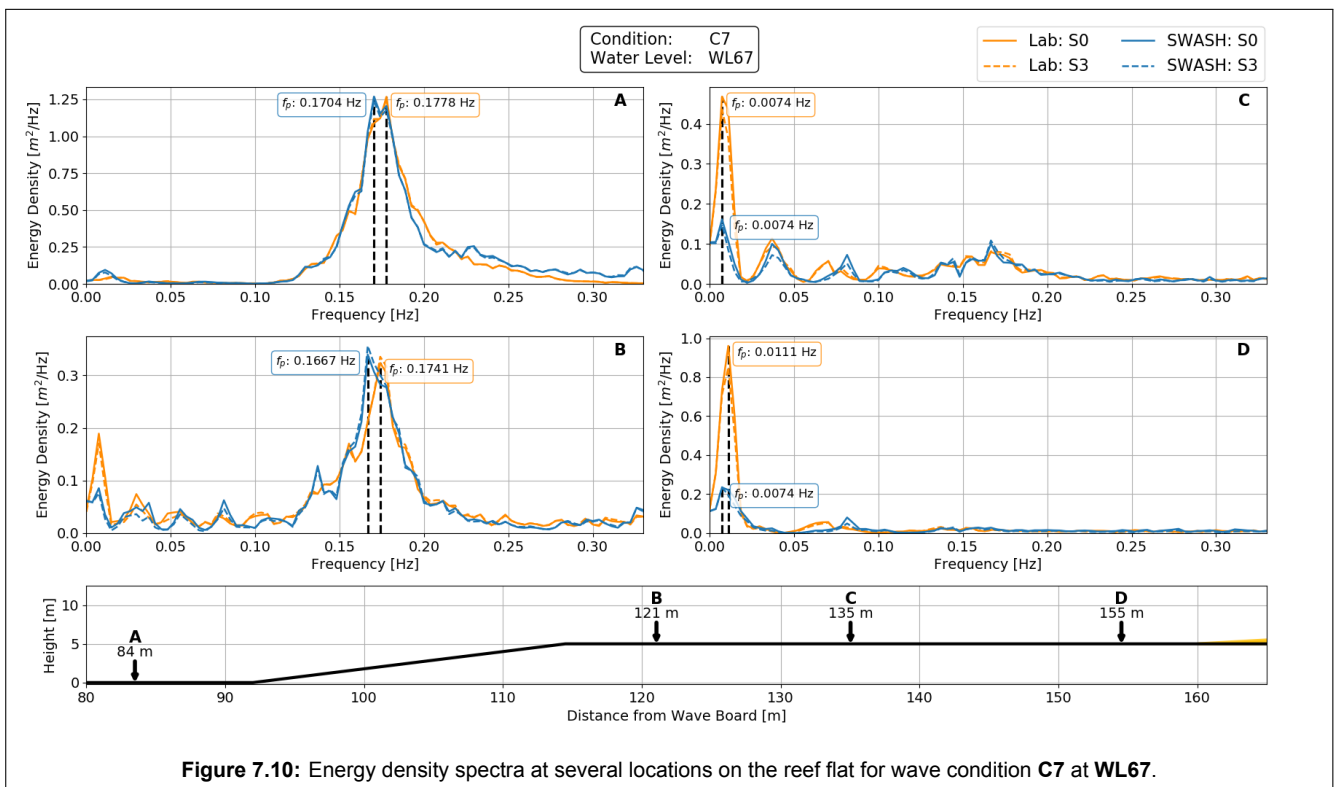 Condition: C7
Water Level: WL67
Lab: S0 SWASH: S0
Lab: S3 SWASH: S3
A
fp: 0.1704 Hz fp: 0.1778 Hz
Energy Density [m²/Hz]
1.25
1.00
0.75
0.50
0.25
0.00
0.00 0.05 0.10 0.15 0.20 0.25 0.30
Frequency [Hz]
C
fp: 0.0074 Hz
fp: 0.0074 Hz
Energy Density [m²/Hz]
0.4
0.3
0.2
0.1
0.0
0.00 0.05 0.10 0.15 0.20 0.25 0.30
Frequency [Hz]
B
fp: 0.1667 Hz fp: 0.1741 Hz
Energy Density [m²/Hz]
0.3
0.2
0.1
0.0
0.00 0.05 0.10 0.15 0.20 0.25 0.30
Frequency [Hz]
D
fp: 0.0111 Hz
fp: 0.0074 Hz
Energy Density [m²/Hz]
1.0
0.8
0.6
0.4
0.2
0.0
0.00 0.05 0.10 0.15 0.20 0.25 0.30
Frequency [Hz]
Height [m]
10
5
0
A
84 m
B
121 m
C
135 m
D
155 m
80 90 100 110 120 130 140 150 160
Distance from Wave Board [m]
Figure 7.10: Energy density spectra at several locations on the reef flat for wave condition C7 at WL67.